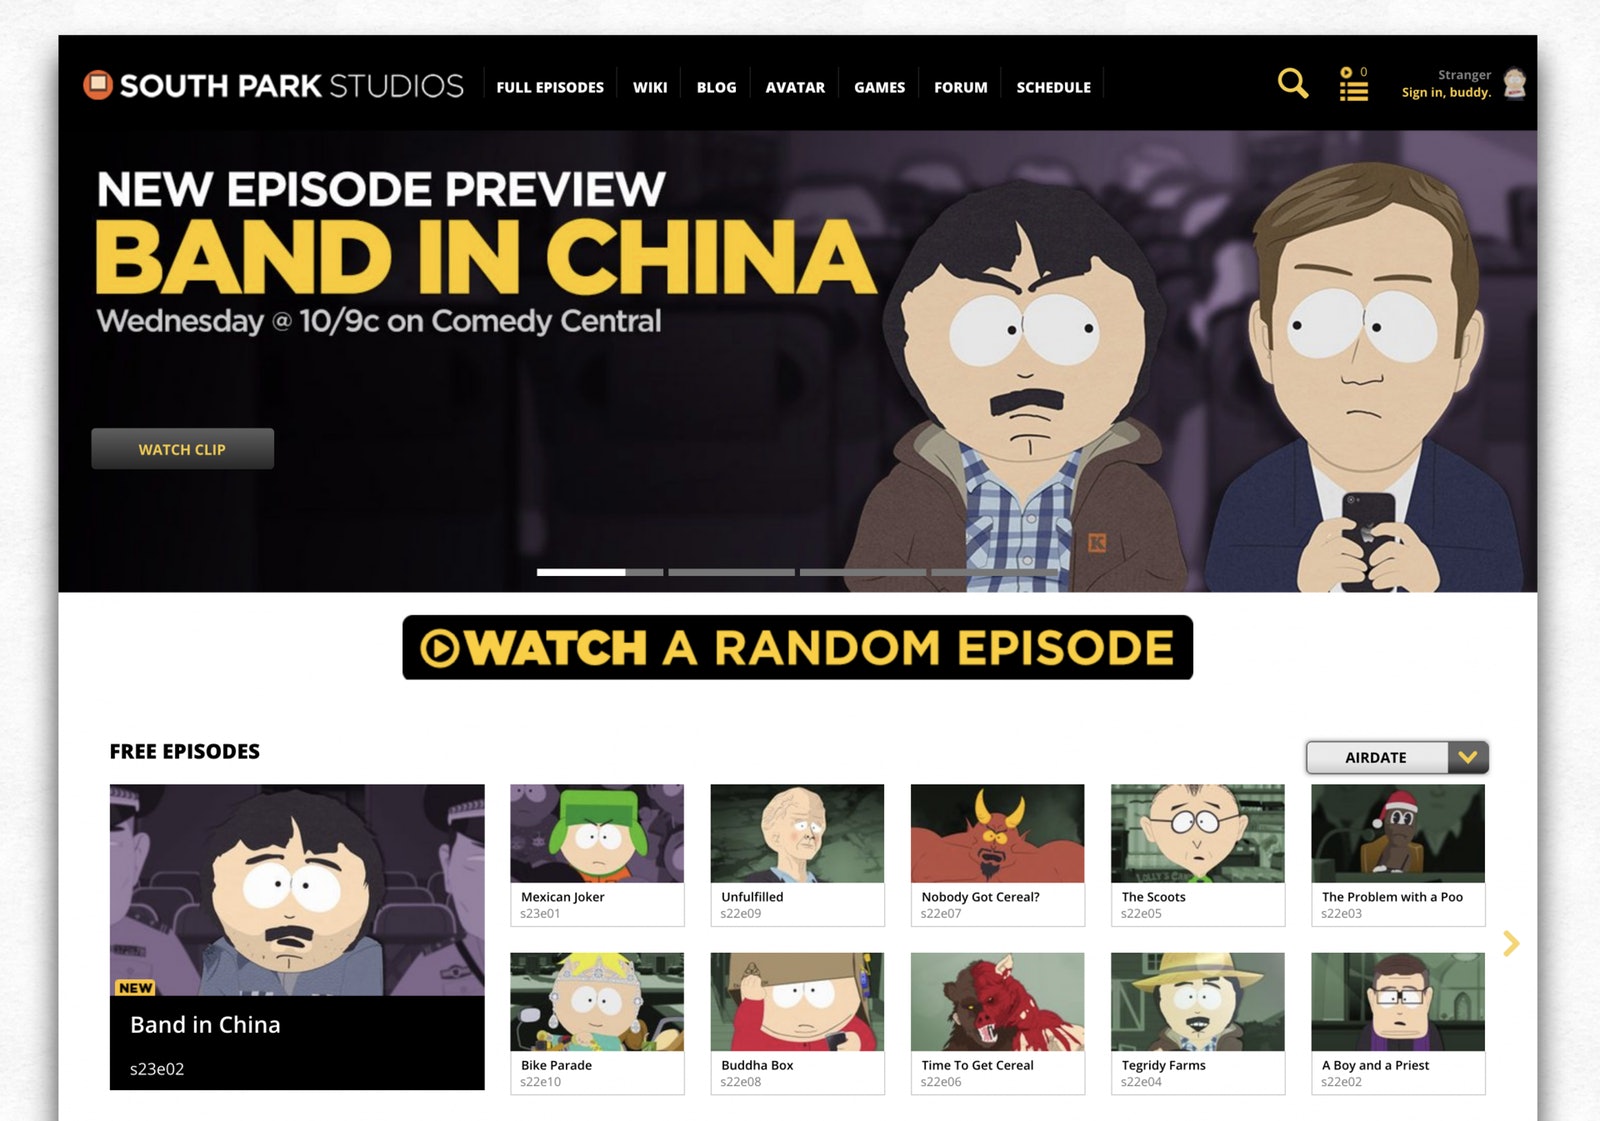 SOUTH PARK STUDIOS
FULL EPISODES
WIKI
BLOG
AVATAR
GAMES
FORUM
SCHEDULE
0
Stranger
Sign in, buddy.
NEW EPISODE PREVIEW
BAND IN CHINA
Wednesday @ 10/9c on Comedy Central
WATCH CLIP
K
WATCH A RANDOM EPISODE
FREE EPISODES
AIRDATE
NEW
Band in China
s23e02
Mexican Joker
s23e01
Unfulfilled
s22e09
Nobody Got Cereal?
s22e07
The Scoots
s22e05
The Problem with a Poo
s22e03
Bike Parade
s22e10
Buddha Box
s22e08
Time To Get Cereal
s22e06
Tegridy Farms
s22e04
A Boy and a Priest
s22e02